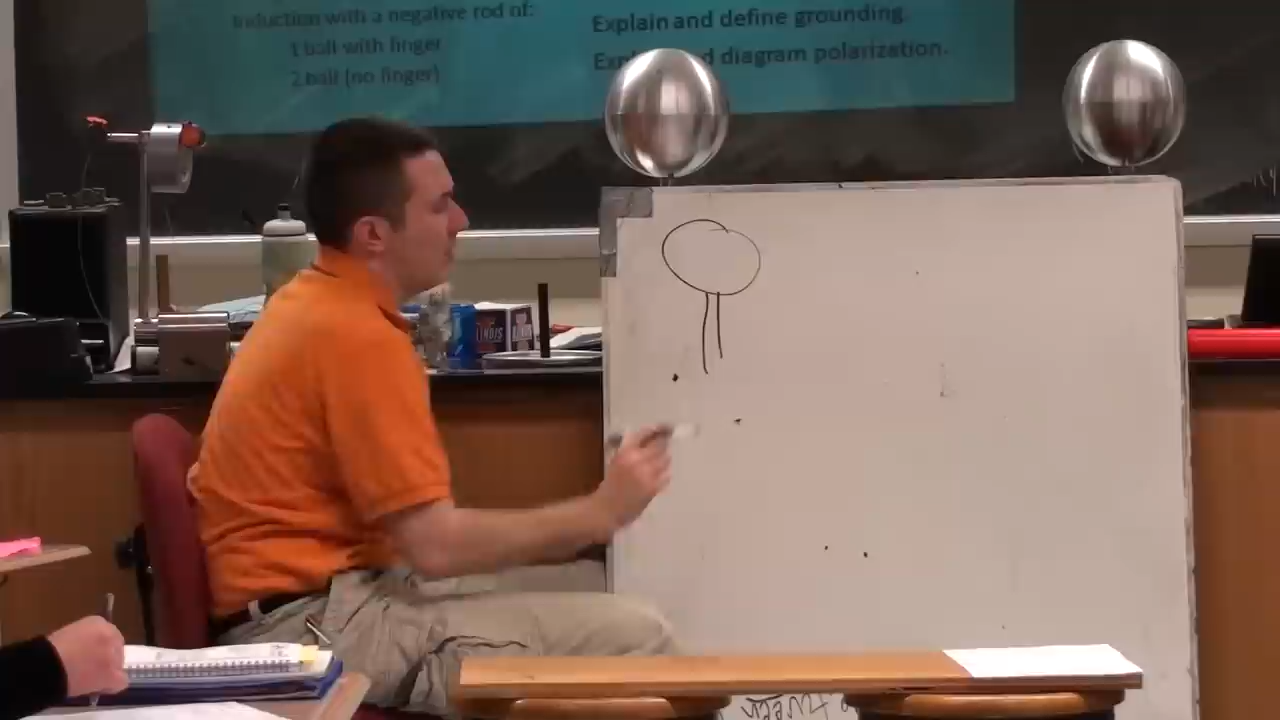 Induction with a negative rod of:
1 ball with finger
2 ball (no finger)
Explain and define grounding.
diagram polarization.